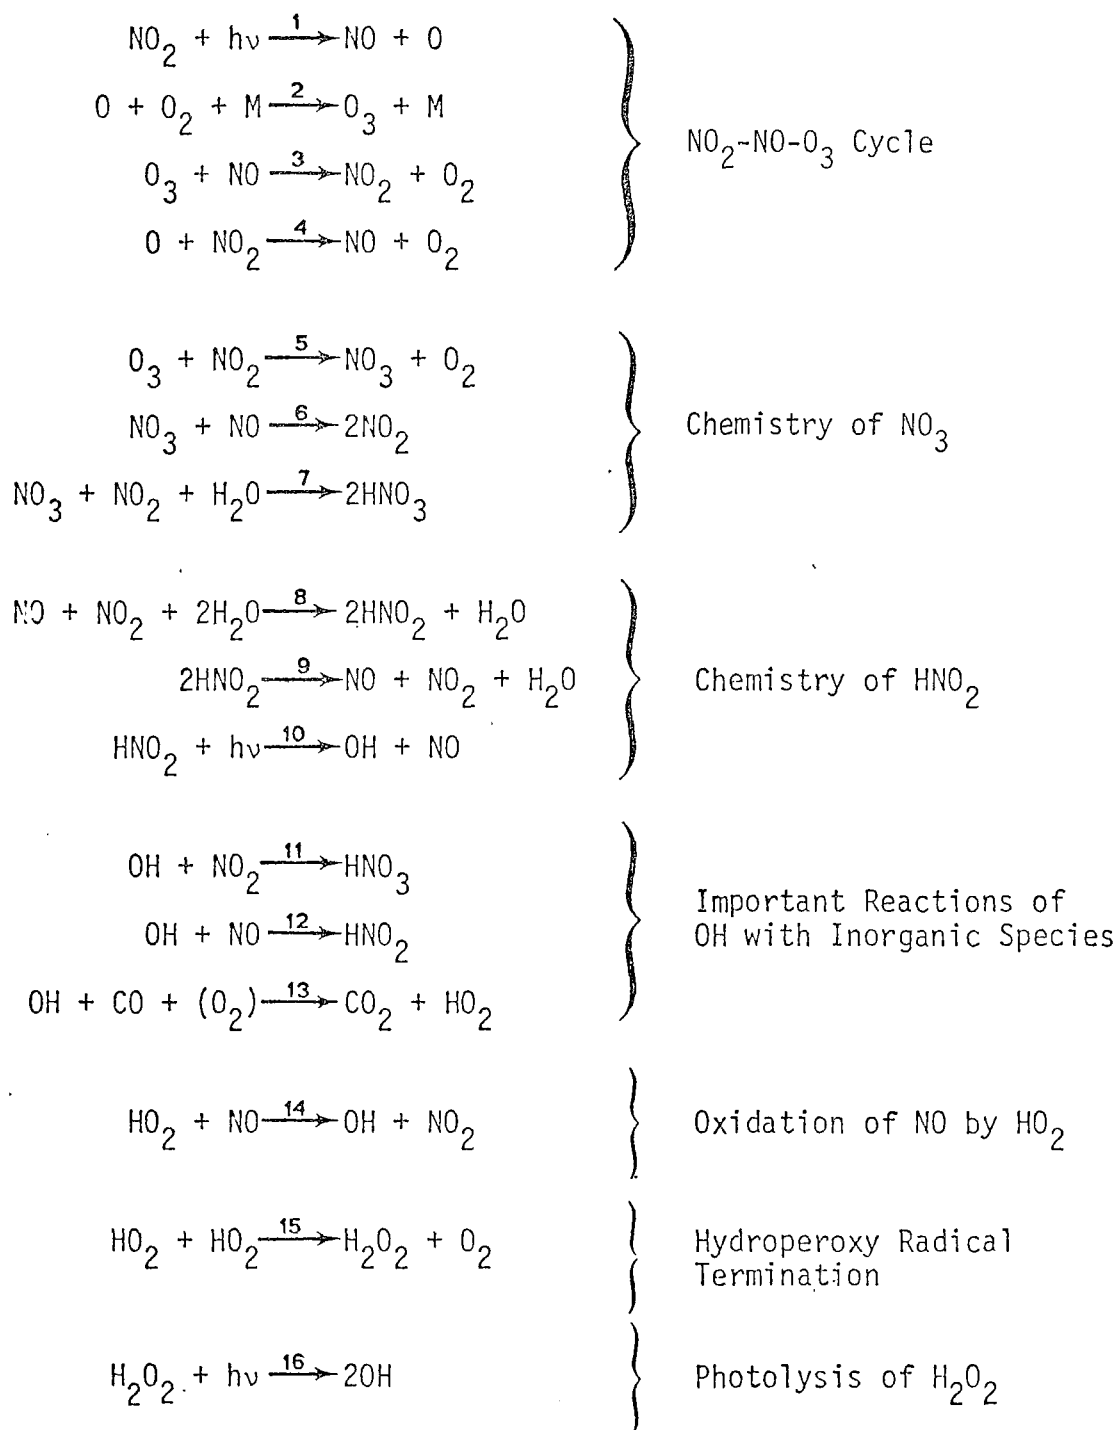 NO₂ + hν —1→ NO + O
O + O₂ + M —2→ O₃ + M
O₃ + NO —3→ NO₂ + O₂
O + NO₂ —4→ NO + O₂
NO₂-NO-O₃ Cycle
O₃ + NO₂ —5→ NO₃ + O₂
NO₃ + NO —6→ 2NO₂
NO₃ + NO₂ + H₂O —7→ 2HNO₃
Chemistry of NO₃
NO + NO₂ + 2H₂O —8→ 2HNO₂ + H₂O
2HNO₂ —9→ NO + NO₂ + H₂O
HNO₂ + hν —10→ OH + NO
Chemistry of HNO₂
OH + NO₂ —11→ HNO₃
OH + NO —12→ HNO₂
OH + CO + (O₂) —13→ CO₂ + HO₂
Important Reactions of
OH with Inorganic Species
HO₂ + NO —14→ OH + NO₂
Oxidation of NO by HO₂
HO₂ + HO₂ —15→ H₂O₂ + O₂
Hydroperoxy Radical
Termination
H₂O₂ + hν —16→ 2OH
Photolysis of H₂O₂